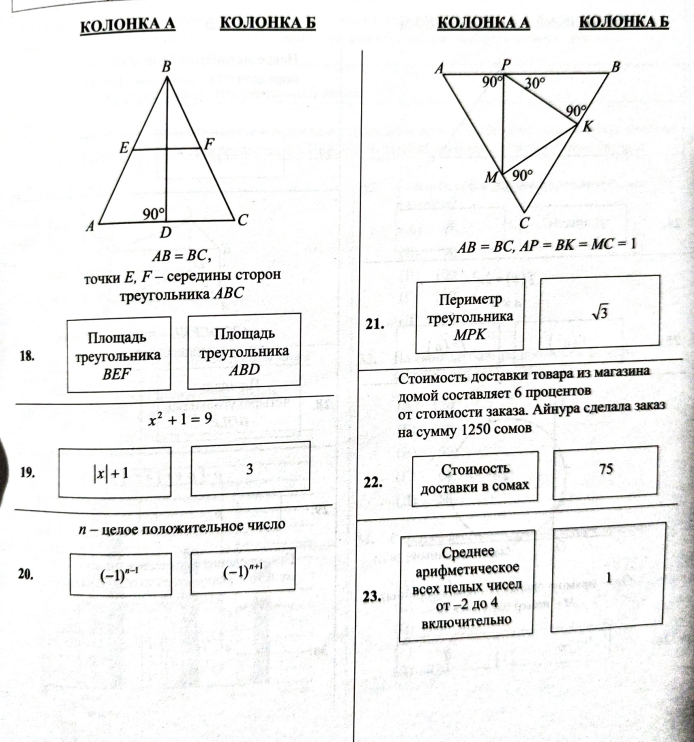 КОЛОНКА А КОЛОНКА Б
B
E F
90°
A D C
AB = BC,
точки E, F – середины сторон
треугольника ABC
18.
Площадь
треугольника
BEF
Площадь
треугольника
ABD
x² + 1 = 9
19.
|x| + 1
3
n – целое положительное число
20.
(−1)ⁿ⁻¹
(−1)ⁿ⁺¹
КОЛОНКА А КОЛОНКА Б
A P B
90° 30°
90°
K
M 90°
C
AB = BC, AP = BK = MC = 1
21.
Периметр
треугольника
MPK
√3
Стоимость доставки товара из магазина
домой составляет 6 процентов
от стоимости заказа. Айнура сделала заказ
на сумму 1250 сомов
22.
Стоимость
доставки в сомах
75
23.
Среднее
арифметическое
всех целых чисел
от –2 до 4
включительно
1